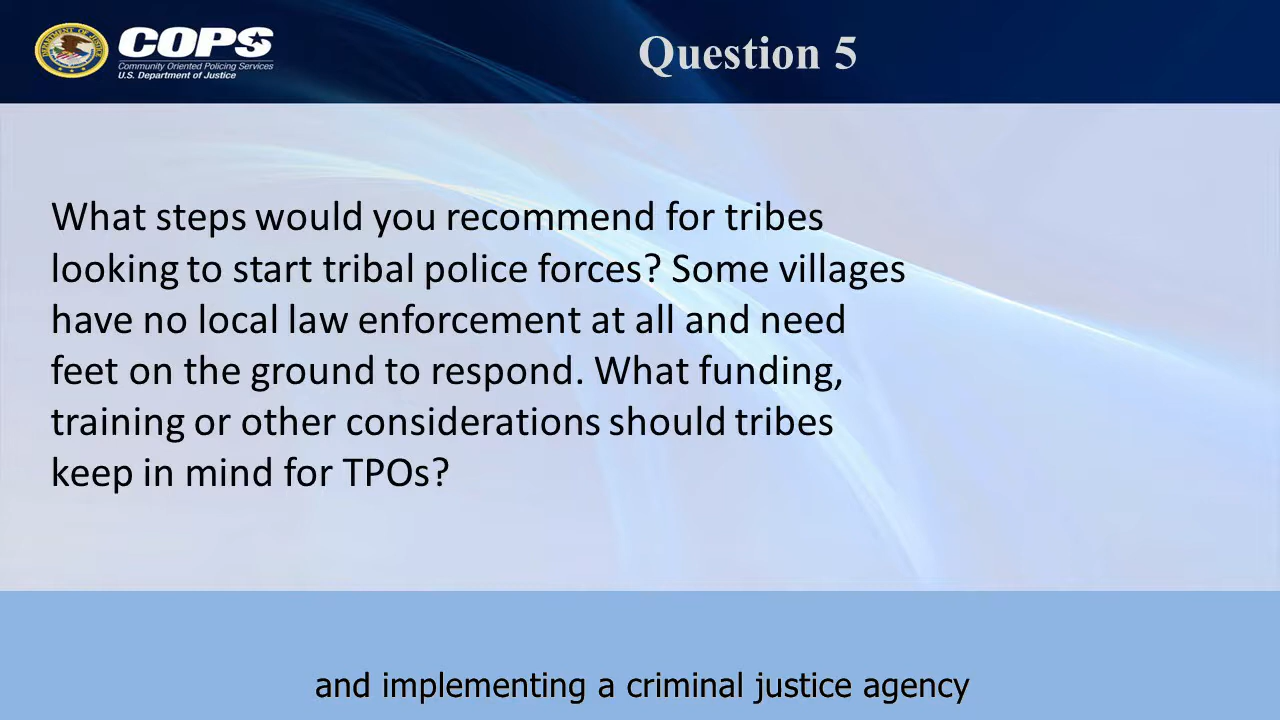 COPS
Community Oriented Policing Services
U.S. Department of Justice
Question 5
What steps would you recommend for tribes
looking to start tribal police forces? Some villages
have no local law enforcement at all and need
feet on the ground to respond. What funding,
training or other considerations should tribes
keep in mind for TPOs?
and implementing a criminal justice agency